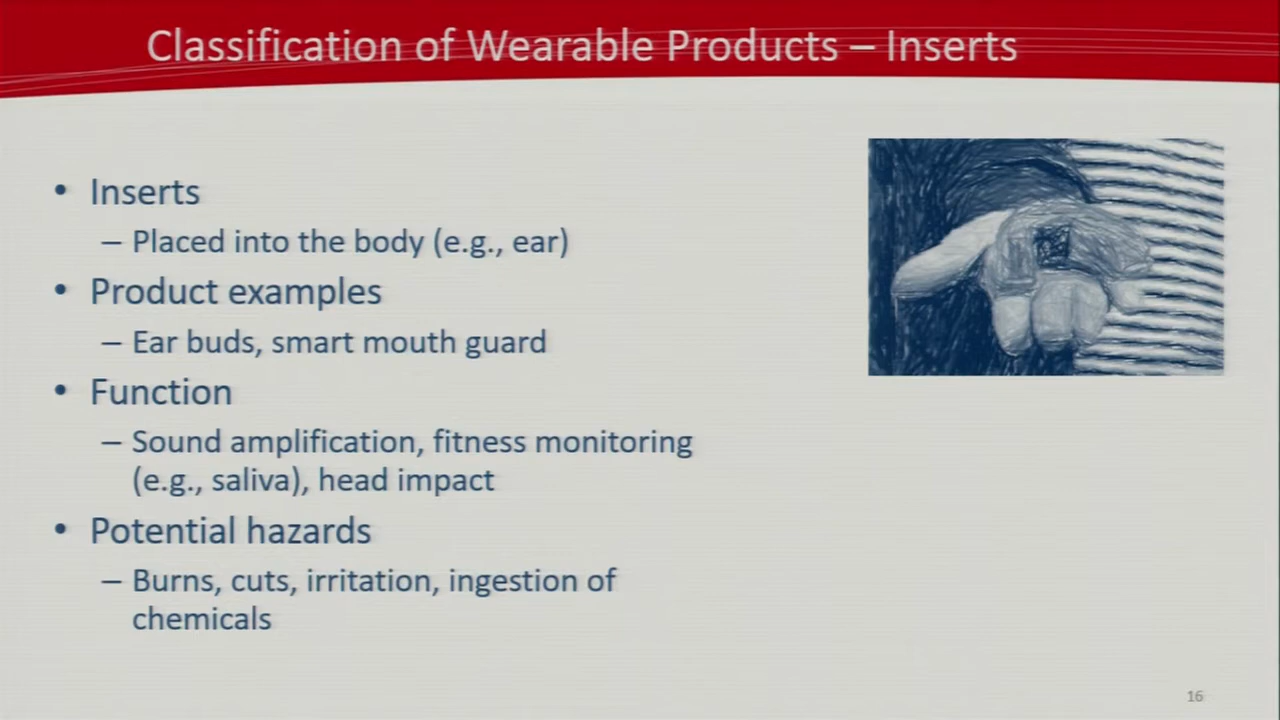 Classification of Wearable Products – Inserts
• Inserts
– Placed into the body (e.g., ear)
• Product examples
– Ear buds, smart mouth guard
• Function
– Sound amplification, fitness monitoring
(e.g., saliva), head impact
• Potential hazards
– Burns, cuts, irritation, ingestion of
chemicals
16